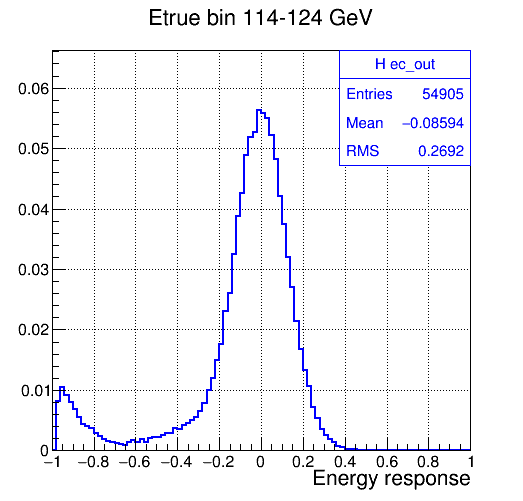 Etrue bin 114-124 GeV
H ec_out
Entries 54905
Mean −0.08594
RMS 0.2692
0.06
0.05
0.04
0.03
0.02
0.01
0
−1 −0.8 −0.6 −0.4 −0.2 0 0.2 0.4 0.6 0.8 1
Energy response